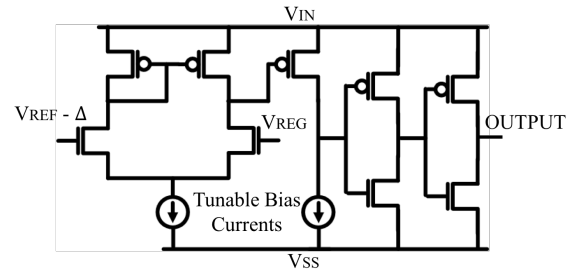 VIN
VREF - Δ
VREG
OUTPUT
Tunable Bias
Currents
VSS